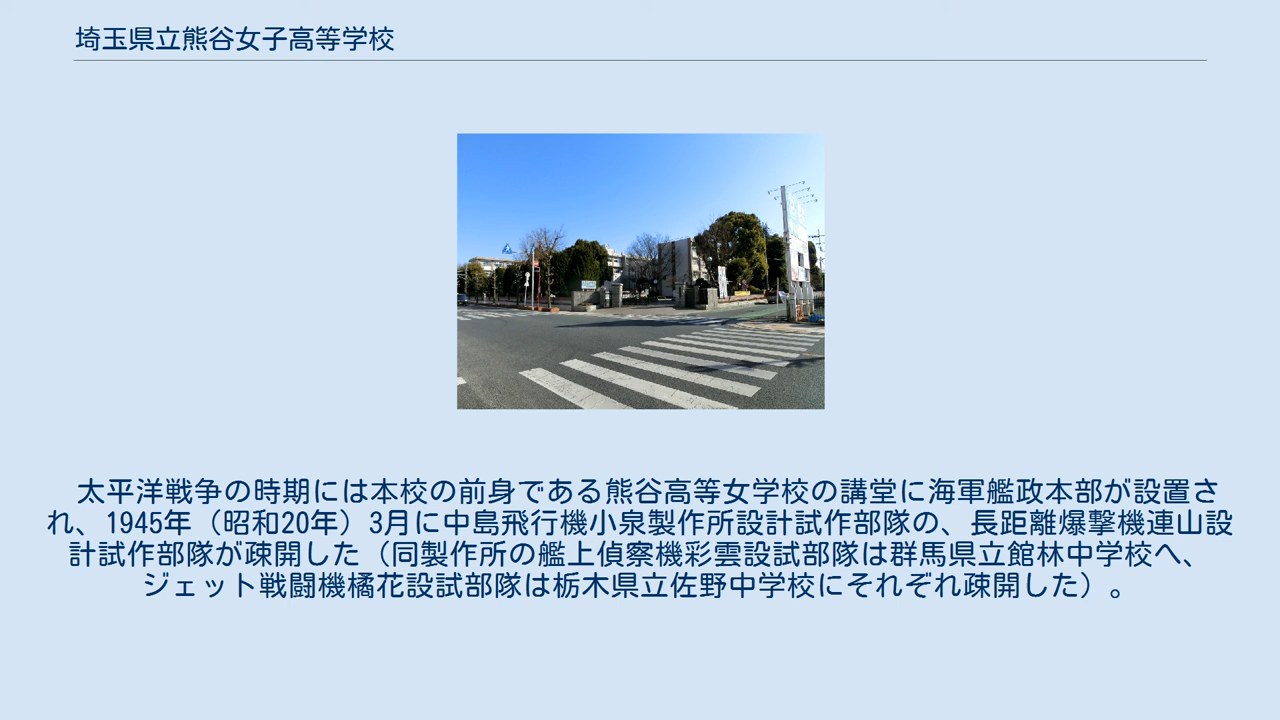 埼玉県立熊谷女子高等学校
太平洋戦争の時期には本校の前身である熊谷高等女学校の講堂に海軍艦政本部が設置さ
れ、1945年（昭和20年）3月に中島飛行機小泉製作所設計試作部隊の、長距離爆撃機連山設
計試作部隊が疎開した（同製作所の艦上偵察機彩雲設試部隊は群馬県立館林中学校へ、
ジェット戦闘機橘花設試部隊は栃木県立佐野中学校にそれぞれ疎開した）。